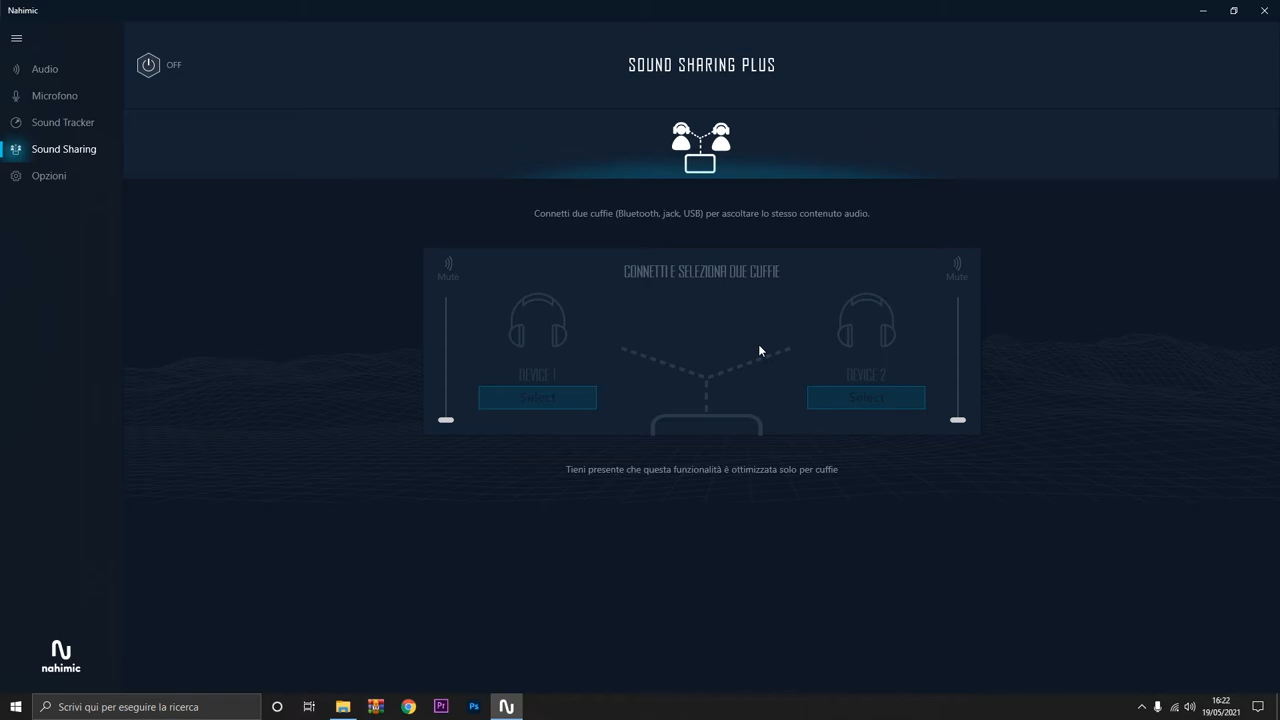 Nahimic
Audio
Microfono
Sound Tracker
Sound Sharing
Opzioni
OFF
SOUND SHARING PLUS
Connetti due cuffie (Bluetooth, jack, USB) per ascoltare lo stesso contenuto audio.
Mute
CONNETTI E SELEZIONA DUE CUFFIE
Mute
DEVICE 1
DEVICE 2
Select
Select
Tieni presente che questa funzionalità é ottimizzata solo per cuffie
nahimic
Scrivi qui per eseguire la ricerca
Pr
Ps
16:22
19/05/2021